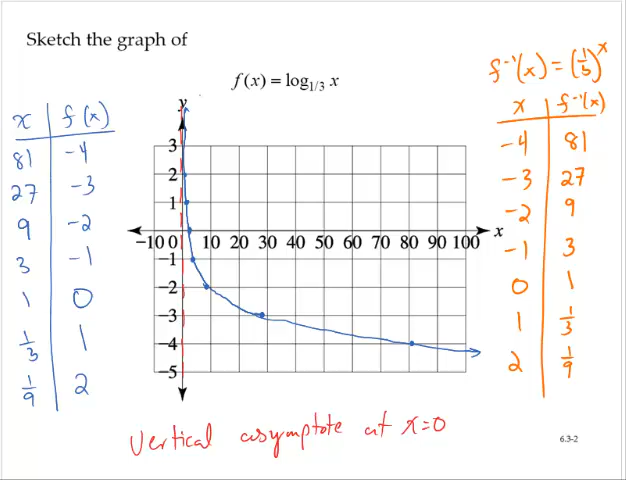 Sketch the graph of
f(x) = log_{1/3} x
f⁻¹(x) = (1/3)^x
x | f(x)
81 | -4
27 | -3
9 | -2
3 | -1
1 | 0
1/3 | 1
1/9 | 2
y
3
2
1
-10 0 10 20 30 40 50 60 70 80 90 100 x
-1
-2
-3
-4
-5
x | f⁻¹(x)
-4 | 81
-3 | 27
-2 | 9
-1 | 3
0 | 1
1 | 1/3
2 | 1/9
Vertical asymptote at x=0
6.3-2